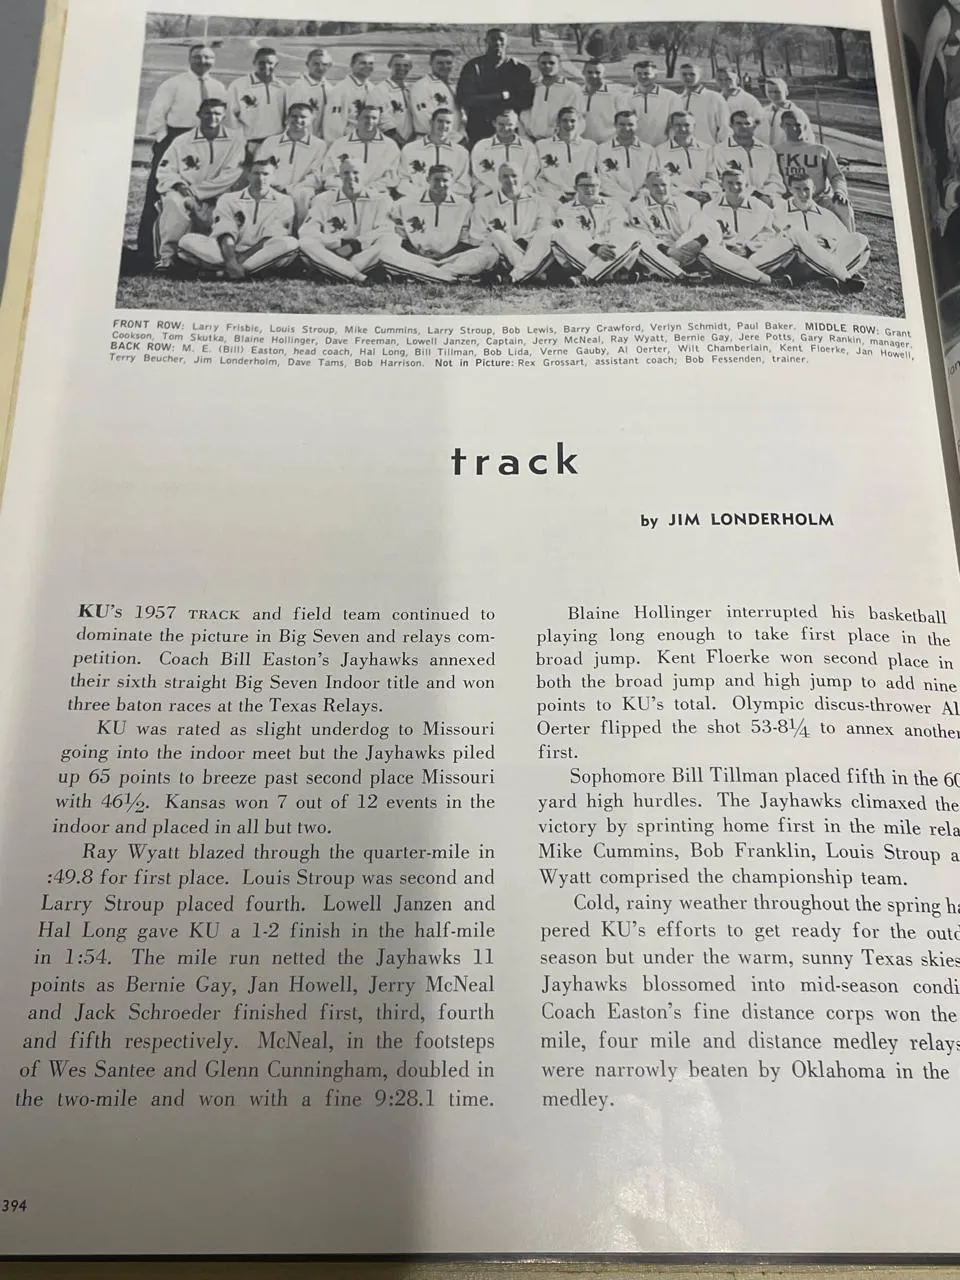 KU
FRONT ROW: Larry Frisbie, Louis Stroup, Mike Cummins, Larry Stroup, Bob Lewis, Barry Crawford, Verlyn Schmidt, Paul Baker. MIDDLE ROW: Grant
Cookson, Tom Skutka, Blaine Hollinger, Dave Freeman, Lowell Janzen, Captain, Jerry McNeal, Ray Wyatt, Bernie Gay, Jere Potts, Gary Rankin, manager,
BACK ROW: M. E. (Bill) Easton, head coach, Hal Long, Bill Tillman, Bob Lida, Verne Gauby, Al Oerter, Wilt Chamberlain, Kent Floerke, Jan Howell,
Terry Beucher, Jim Londerholm, Dave Tams, Bob Harrison. Not in Picture: Rex Grossart, assistant coach; Bob Fessenden, trainer.
track
by JIM LONDERHOLM
KU's 1957 TRACK and field team continued to
dominate the picture in Big Seven and relays com-
petition. Coach Bill Easton's Jayhawks annexed
their sixth straight Big Seven Indoor title and won
three baton races at the Texas Relays.
KU was rated as slight underdog to Missouri
going into the indoor meet but the Jayhawks piled
up 65 points to breeze past second place Missouri
with 46½. Kansas won 7 out of 12 events in the
indoor and placed in all but two.
Ray Wyatt blazed through the quarter-mile in
:49.8 for first place. Louis Stroup was second and
Larry Stroup placed fourth. Lowell Janzen and
Hal Long gave KU a 1-2 finish in the half-mile
in 1:54. The mile run netted the Jayhawks 11
points as Bernie Gay, Jan Howell, Jerry McNeal
and Jack Schroeder finished first, third, fourth
and fifth respectively. McNeal, in the footsteps
of Wes Santee and Glenn Cunningham, doubled in
the two-mile and won with a fine 9:28.1 time.
Blaine Hollinger interrupted his basketball
playing long enough to take first place in the
broad jump. Kent Floerke won second place in
both the broad jump and high jump to add nine
points to KU's total. Olympic discus-thrower Al
Oerter flipped the shot 53-8¼ to annex another
first.
Sophomore Bill Tillman placed fifth in the 60
yard high hurdles. The Jayhawks climaxed the
victory by sprinting home first in the mile rela
Mike Cummins, Bob Franklin, Louis Stroup a
Wyatt comprised the championship team.
Cold, rainy weather throughout the spring ha
pered KU's efforts to get ready for the outd
season but under the warm, sunny Texas skies
Jayhawks blossomed into mid-season condi
Coach Easton's fine distance corps won the
mile, four mile and distance medley relays
were narrowly beaten by Oklahoma in the
medley.
394